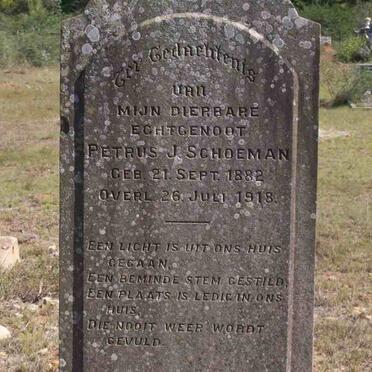 Ter Gedachtenis
van
MIJN DIERBARE
ECHTGENOOT
PETRUS J. SCHOEMAN
GEB. 21. SEPT. 1882
OVERL. 26. JULI 1918.
EEN LICHT IS UIT ONS HUIS
GEGAAN.
EEN BEMINDE STEM GESTILD,
EEN PLAATS IS LEDIG IN ONS
HUIS.
DIE NOOIT WEER WORDT
GEVULD.